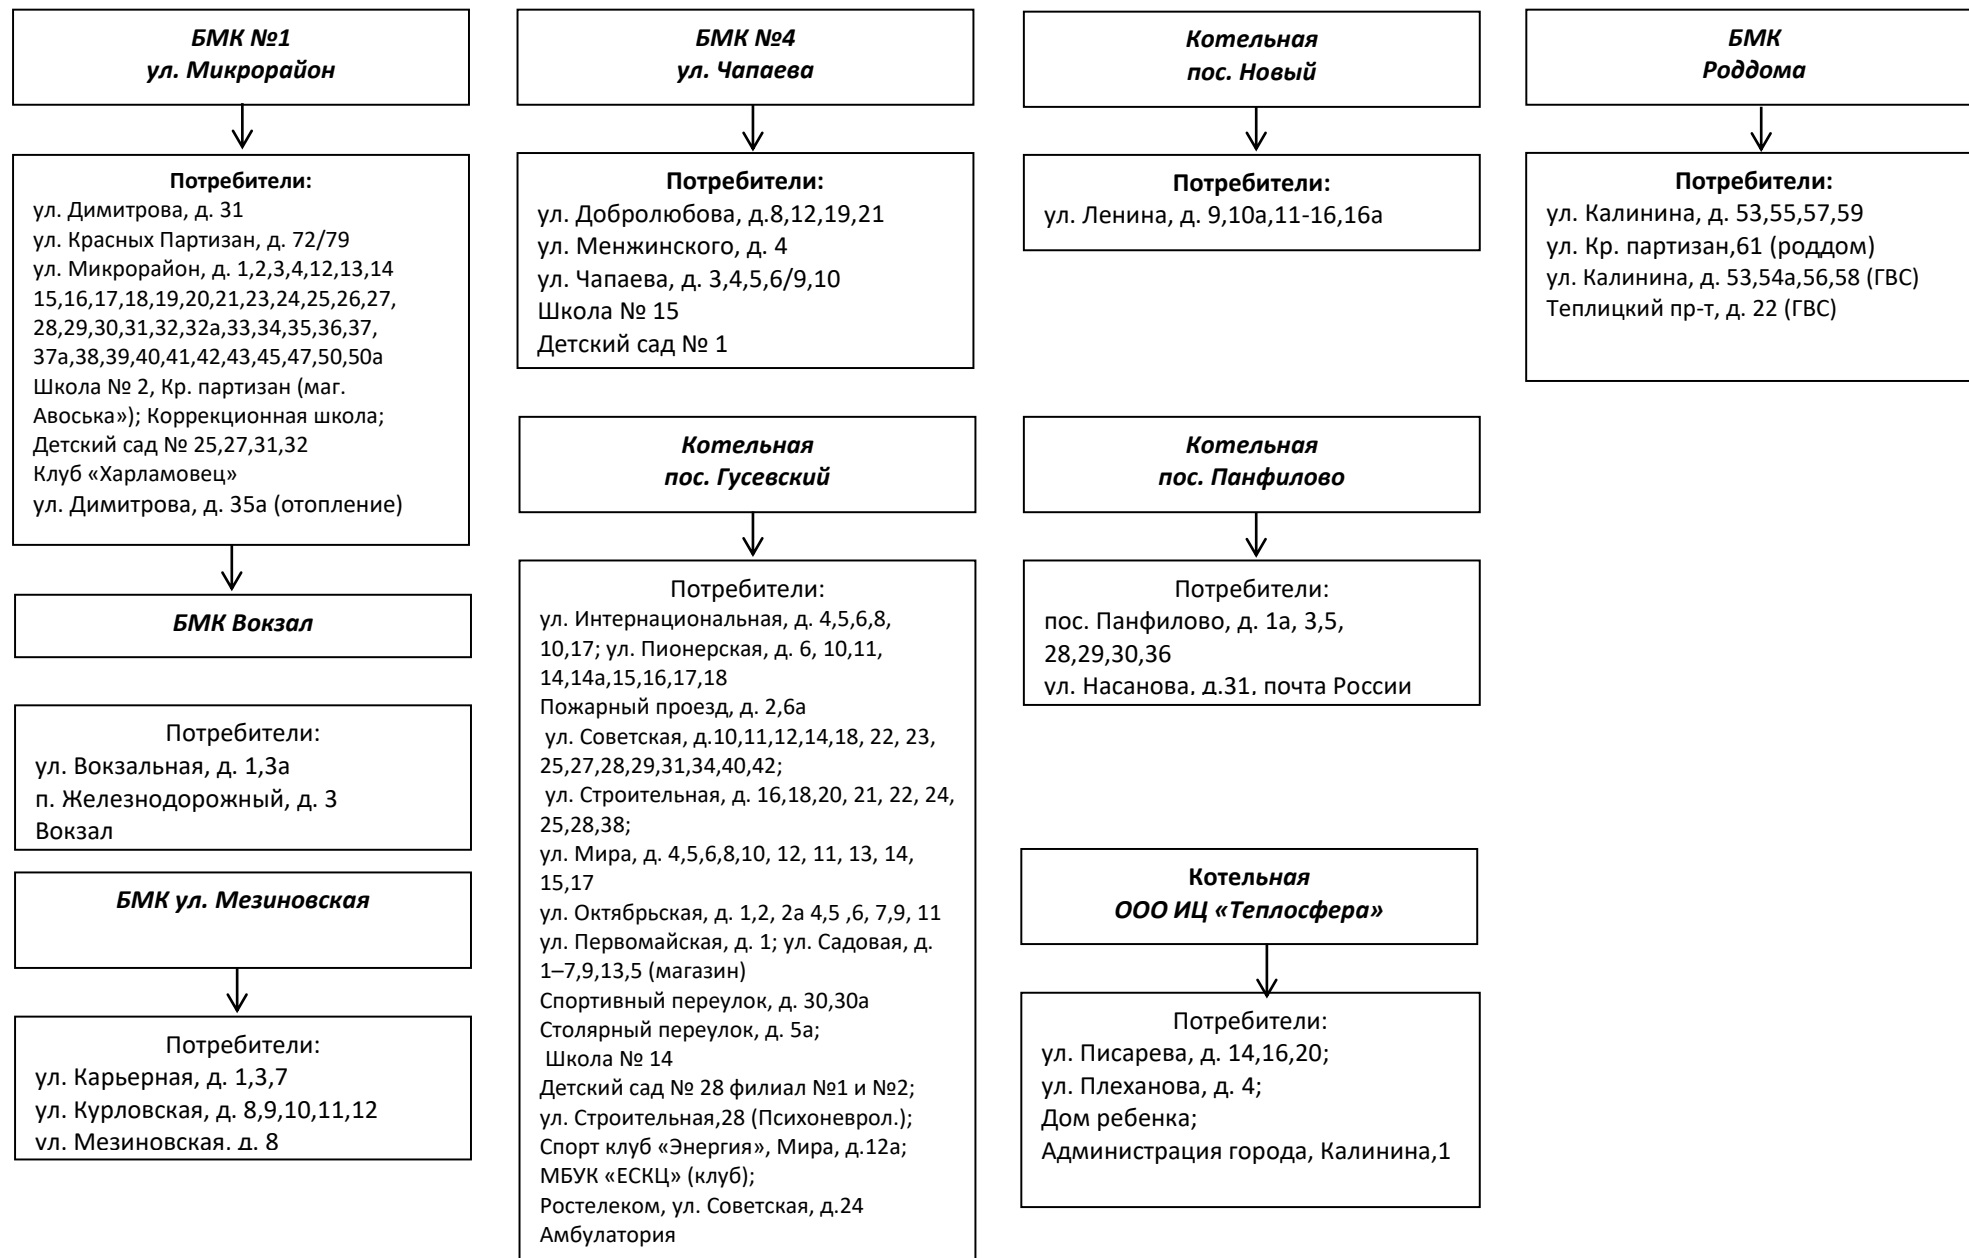 БМК №1
ул. Микрорайон
Потребители:
ул. Димитрова, д. 31
ул. Красных Партизан, д. 72/79
ул. Микрорайон, д. 1,2,3,4,12,13,14
15,16,17,18,19,20,21,23,24,25,26,27,
28,29,30,31,32,32а,33,34,35,36,37,
37а,38,39,40,41,42,43,45,47,50,50а
Школа № 2, Кр. партизан (маг.
Авоська»); Коррекционная школа;
Детский сад № 25,27,31,32
Клуб «Харламовец»
ул. Димитрова, д. 35а (отопление)
БМК Вокзал
Потребители:
ул. Вокзальная, д. 1,3а
п. Железнодорожный, д. 3
Вокзал
БМК ул. Мезиновская
Потребители:
ул. Карьерная, д. 1,3,7
ул. Курловская, д. 8,9,10,11,12
ул. Мезиновская, д. 8
БМК №4
ул. Чапаева
Потребители:
ул. Добролюбова, д.8,12,19,21
ул. Менжинского, д. 4
ул. Чапаева, д. 3,4,5,6/9,10
Школа № 15
Детский сад № 1
Котельная
пос. Гусевский
Потребители:
ул. Интернациональная, д. 4,5,6,8,
10,17; ул. Пионерская, д. 6, 10,11,
14,14а,15,16,17,18
Пожарный проезд, д. 2,6а
ул. Советская, д.10,11,12,14,18, 22, 23,
25,27,28,29,31,34,40,42;
ул. Строительная, д. 16,18,20, 21, 22, 24,
25,28,38;
ул. Мира, д. 4,5,6,8,10, 12, 11, 13, 14,
15,17
ул. Октябрьская, д. 1,2, 2а 4,5 ,6, 7,9, 11
ул. Первомайская, д. 1; ул. Садовая, д.
1–7,9,13,5 (магазин)
Спортивный переулок, д. 30,30а
Столярный переулок, д. 5а;
Школа № 14
Детский сад № 28 филиал №1 и №2;
ул. Строительная,28 (Психоневрол.);
Спорт клуб «Энергия», Мира, д.12а;
МБУК «ЕСКЦ» (клуб);
Ростелеком, ул. Советская, д.24
Амбулатория
Котельная
пос. Новый
Потребители:
ул. Ленина, д. 9,10а,11-16,16а
Котельная
пос. Панфилово
Потребители:
пос. Панфилово, д. 1а, 3,5,
28,29,30,36
ул. Насанова, д.31, почта России
Котельная
ООО ИЦ «Теплосфера»
Потребители:
ул. Писарева, д. 14,16,20;
ул. Плеханова, д. 4;
Дом ребенка;
Администрация города, Калинина,1
БМК
Роддома
Потребители:
ул. Калинина, д. 53,55,57,59
ул. Кр. партизан,61 (роддом)
ул. Калинина, д. 53,54а,56,58 (ГВС)
Теплицкий пр-т, д. 22 (ГВС)